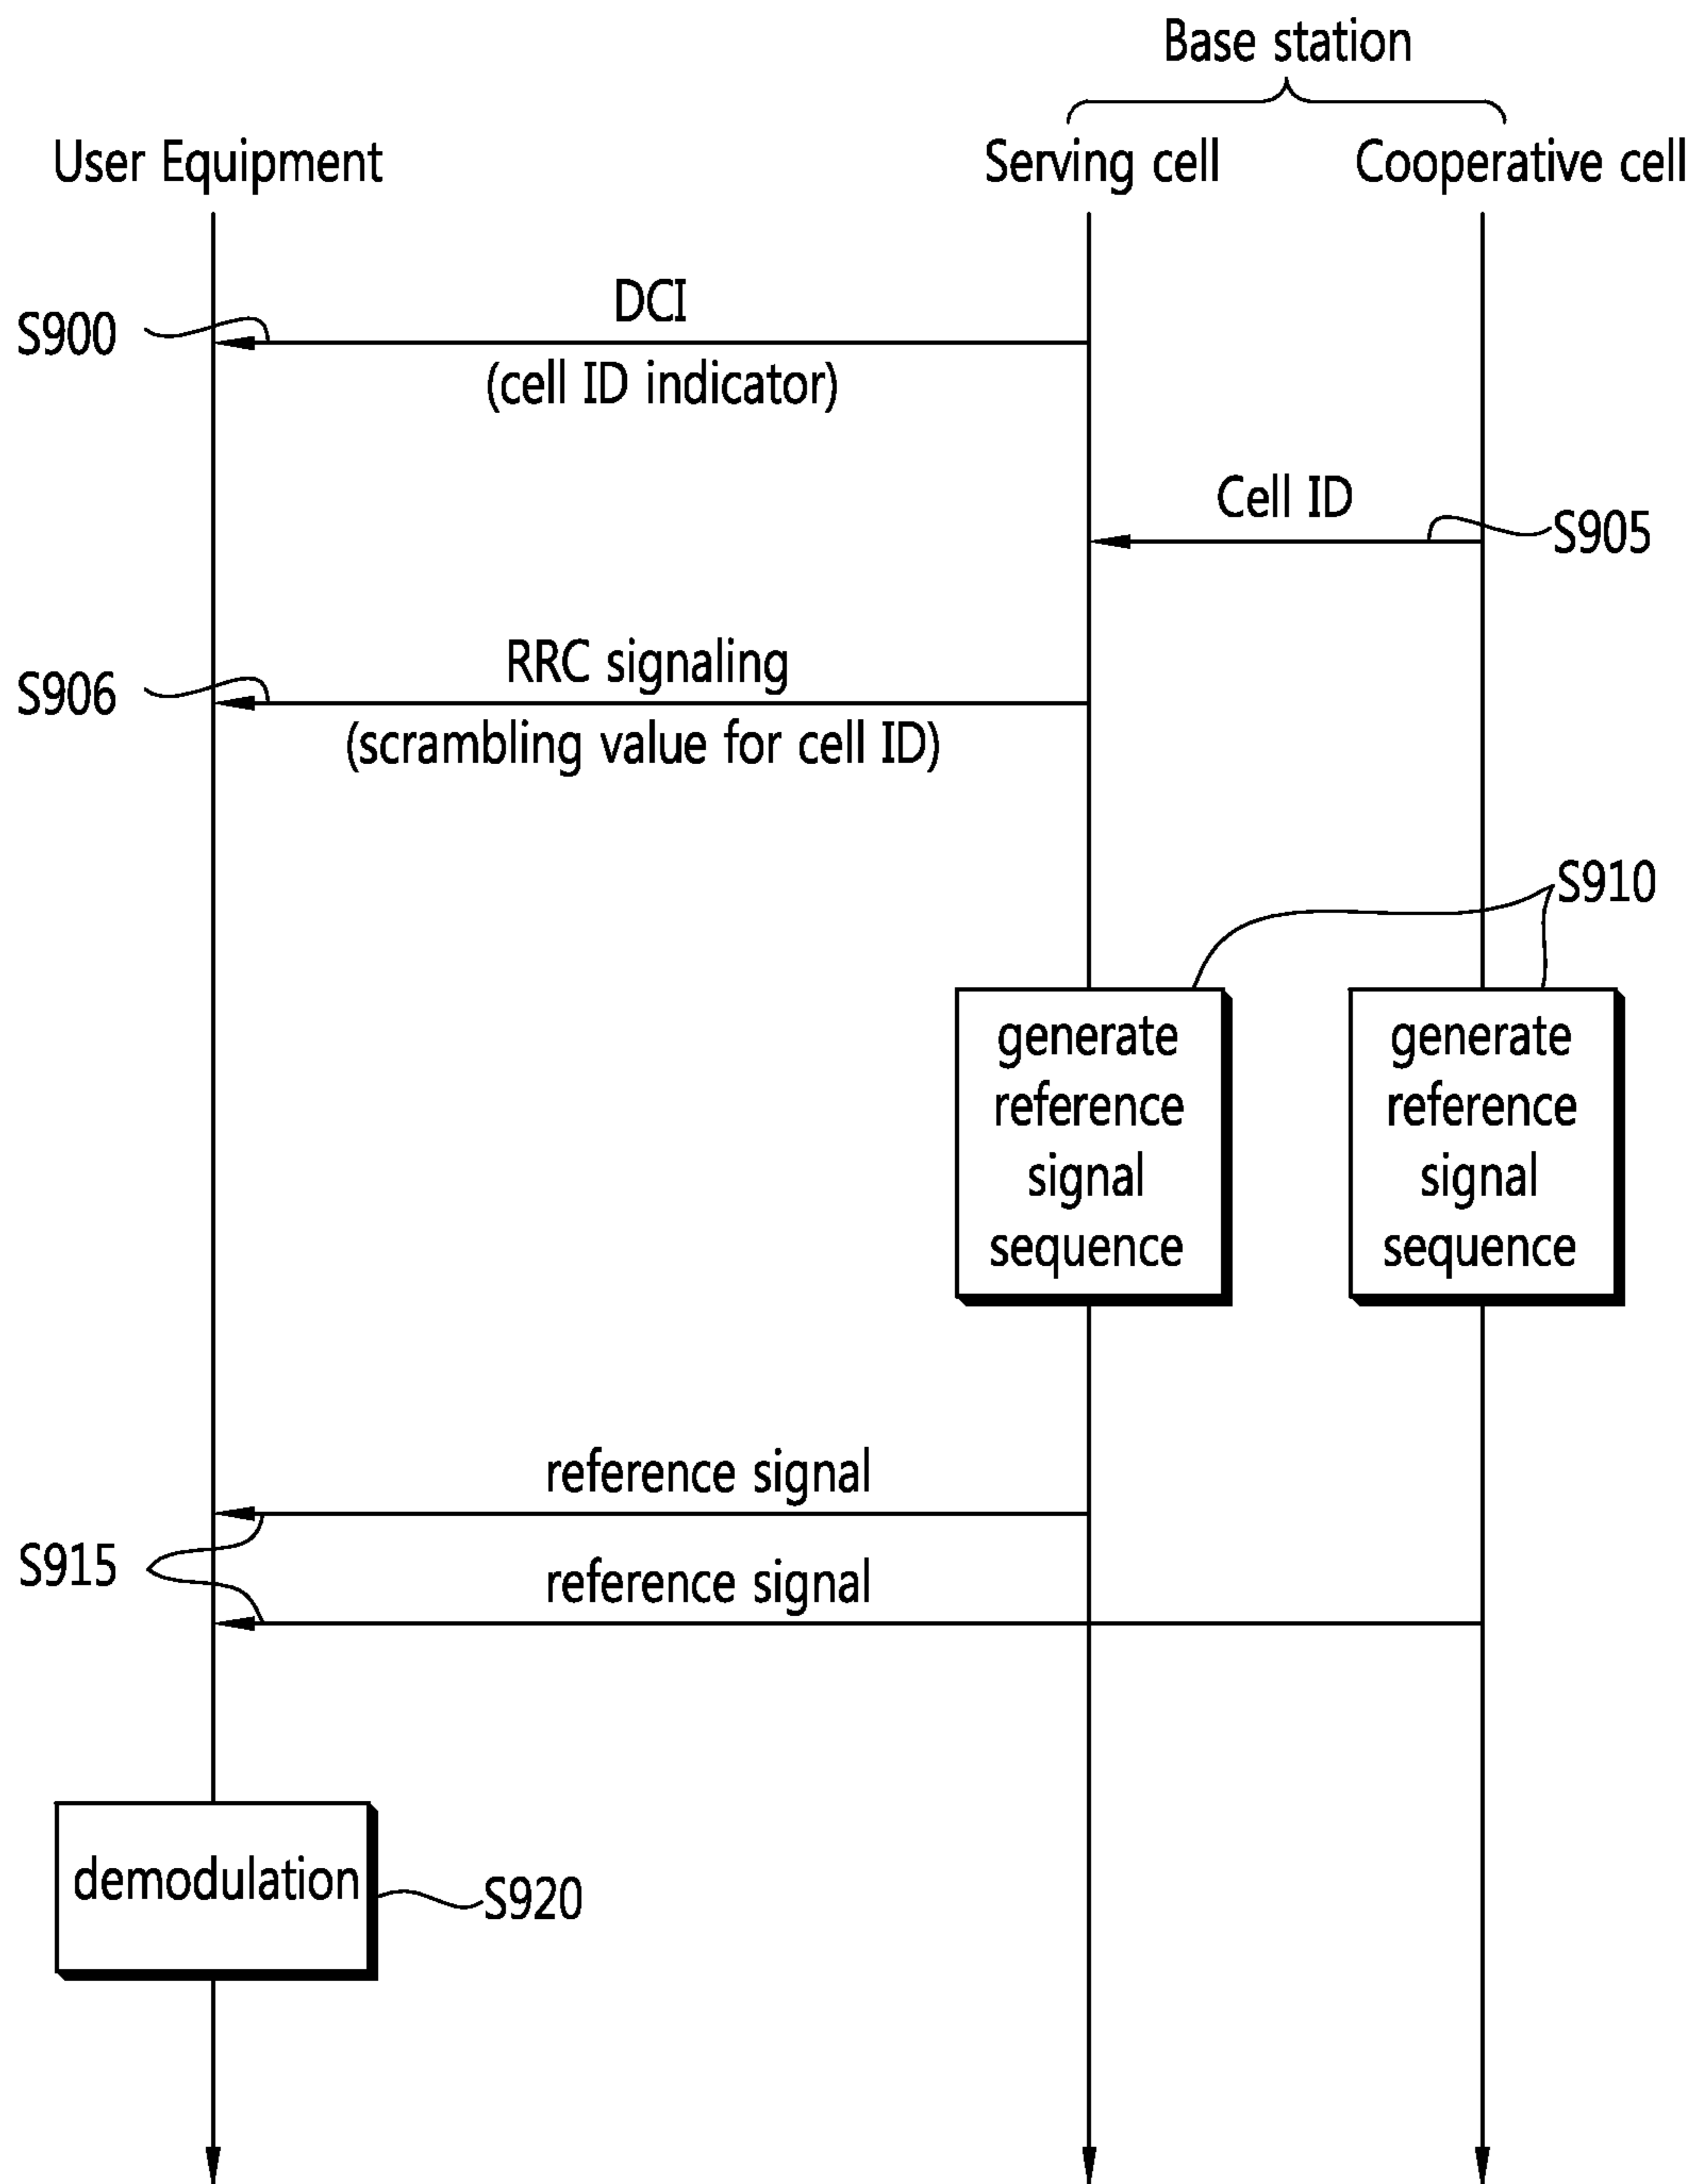 Base station
User Equipment
Serving cell
Cooperative cell
DCI
S900
(cell ID indicator)
Cell ID
S905
RRC signaling
S906
(scrambling value for cell ID)
S910
generate
reference
signal
sequence
generate
reference
signal
sequence
reference signal
S915
reference signal
demodulation
S920